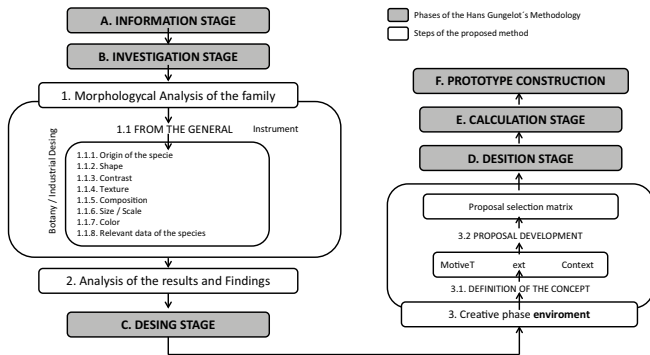 A. INFORMATION STAGE
B. INVESTIGATION STAGE
1. Morphologycal Analysis of the family
1.1 FROM THE GENERAL
Instrument
Botany / Industrial Desing
1.1.1. Origin of the specie
1.1.2. Shape
1.1.3. Contrast
1.1.4. Texture
1.1.5. Composition
1.1.6. Size / Scale
1.1.7. Color
1.1.8. Relevant data of the species
2. Analysis of the results and Findings
C. DESING STAGE
Phases of the Hans Gungelot´s Methodology
Steps of the proposed method
F. PROTOTYPE CONSTRUCTION
E. CALCULATION STAGE
D. DESITION STAGE
Proposal selection matrix
3.2 PROPOSAL DEVELOPMENT
MotiveT ext Context
3.1. DEFINITION OF THE CONCEPT
3. Creative phase enviroment